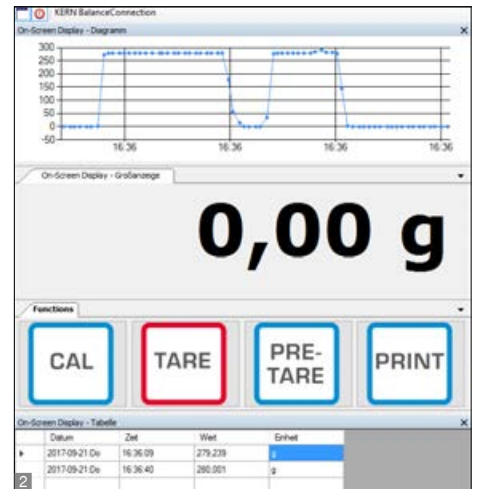 KERN BalanceConnection
On-Screen Display - Diagramm
300
250
200
150
100
50
0
-50
16:36 16:36 16:36 16:36
On-Screen Display - Großanzeige
0,00 g
Functions
CAL TARE PRE-TARE PRINT
On-Screen Display - Tabelle
Datum Zeit Wert Einheit
2017-09-21 Do 16:36:09 279,239 g
2017-09-21 Do 16:36:40 280,001 g
2